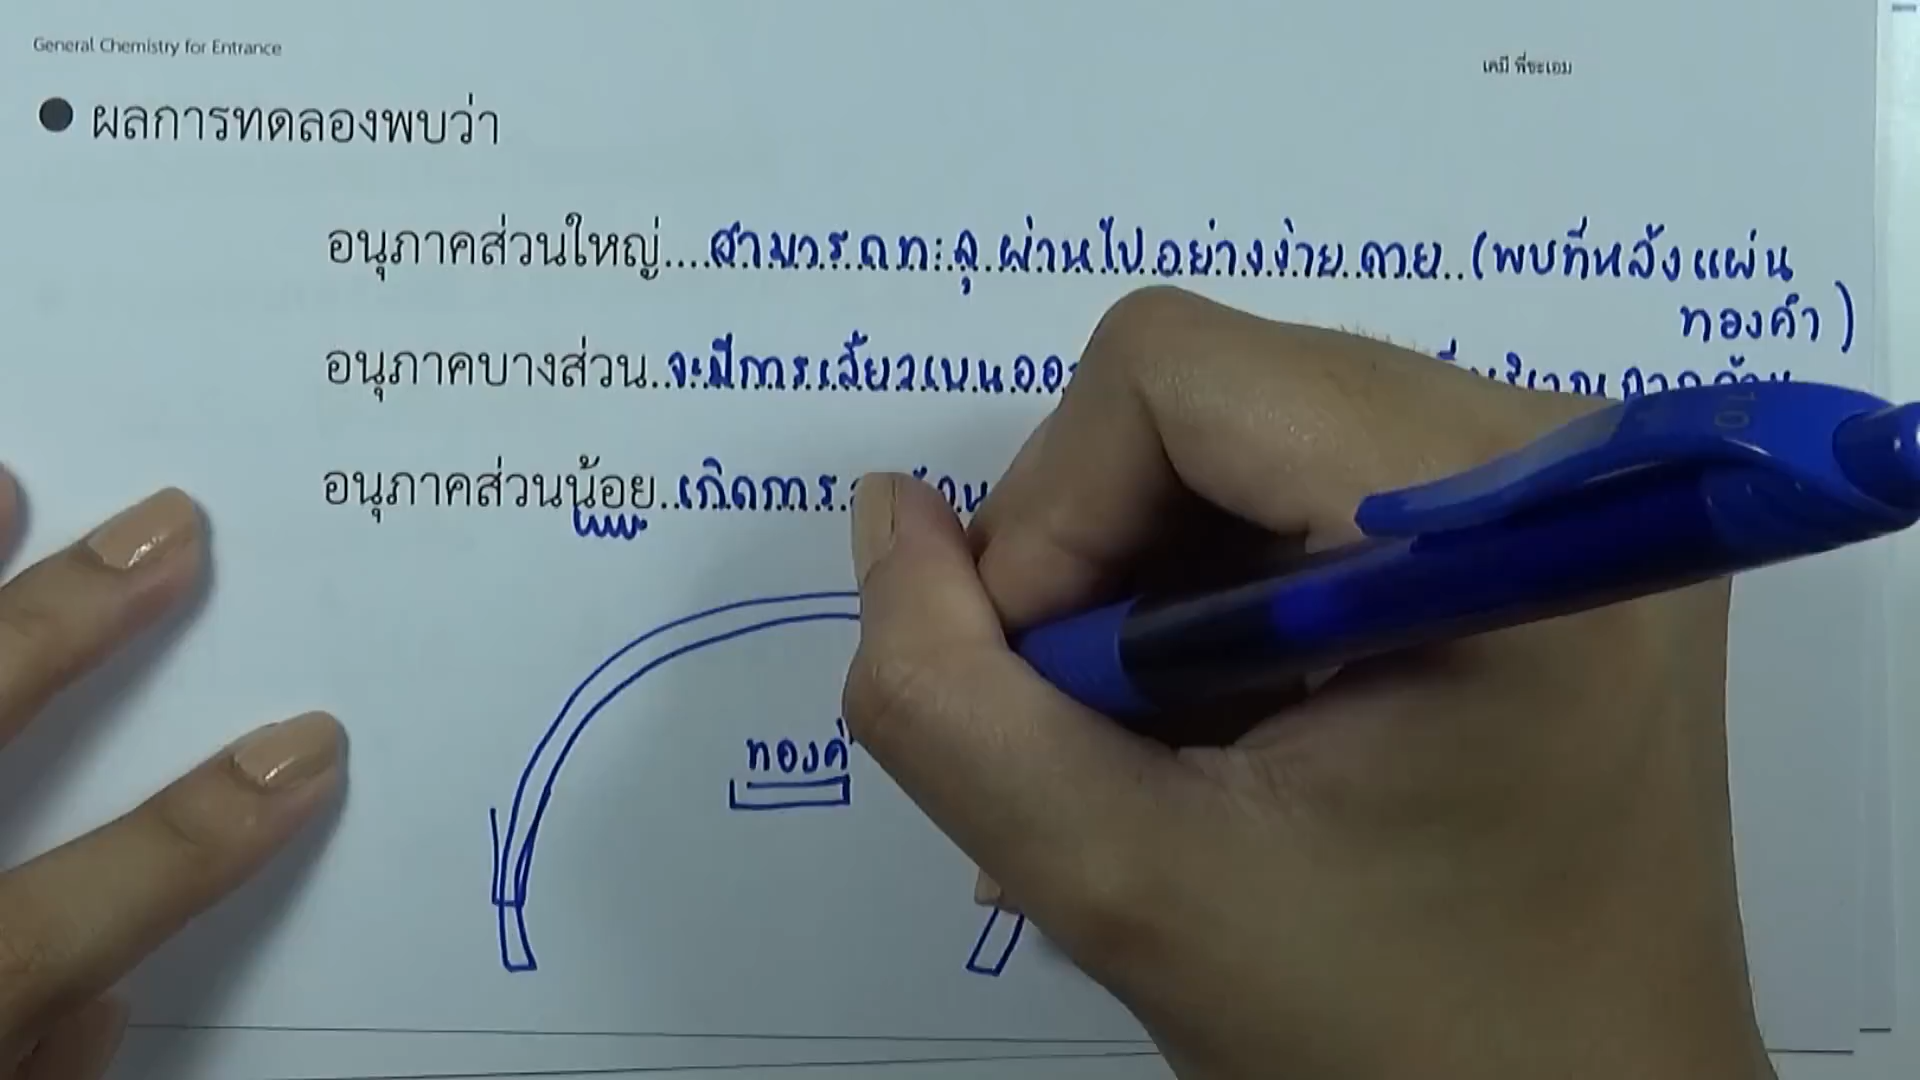 General Chemistry for Entrance
เคมี พี่ชะเอม
ผลการทดลองพบว่า
อนุภาคส่วนใหญ่....สามารถทะลุผ่านไปอย่างง่ายดาย..(พบที่หลังแผ่น
ทองคำ)
อนุภาคบางส่วน..จะมีการเลี้ยวเบนออก
อนุภาคส่วนน้อย..เกิดการ
ทองคำ